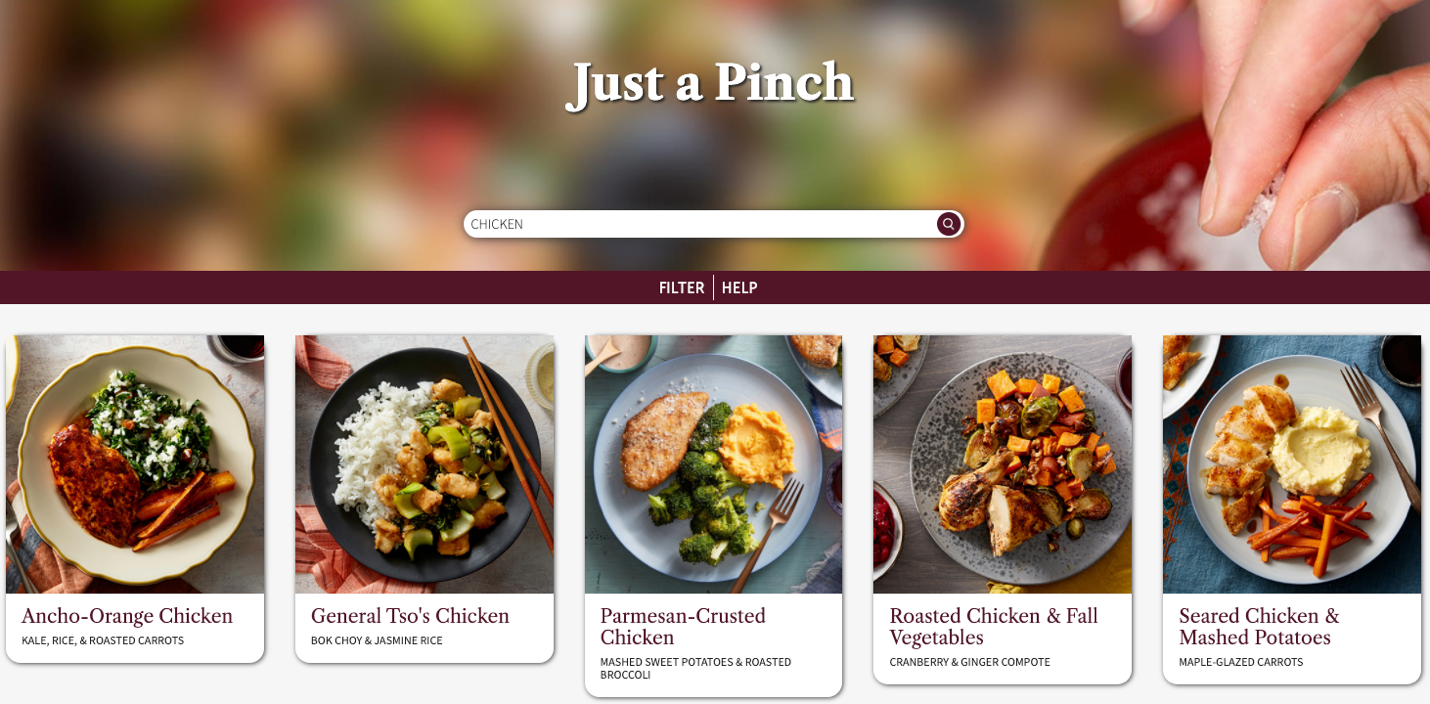 Just a Pinch
CHICKEN
FILTER
HELP
Ancho-Orange Chicken
KALE, RICE, & ROASTED CARROTS
General Tso's Chicken
BOK CHOY & JASMINE RICE
Parmesan-Crusted
Chicken
MASHED SWEET POTATOES & ROASTED
BROCCOLI
Roasted Chicken & Fall
Vegetables
CRANBERRY & GINGER COMPOTE
Seared Chicken &
Mashed Potatoes
MAPLE-GLAZED CARROTS